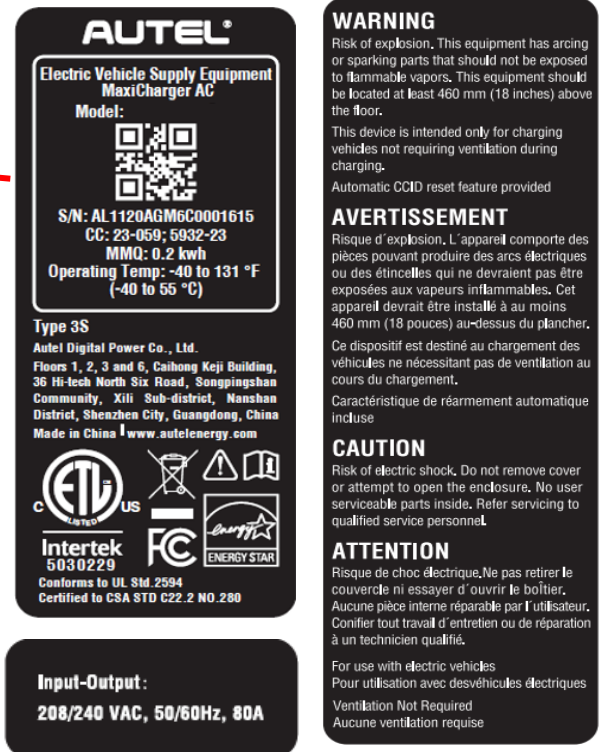 AUTEL®
Electric Vehicle Supply Equipment
MaxiCharger AC
Model:
S/N: AL1120AGM6C0001615
CC: 23-059; 5932-23
MMQ: 0.2 kwh
Operating Temp: -40 to 131 °F
(-40 to 55 °C)
Type 3S
Autel Digital Power Co., Ltd.
Floors 1, 2, 3 and 6, Caihong Keji Building,
36 Hi-tech North Six Road, Songpingshan
Community, Xili Sub-district, Nanshan
District, Shenzhen City, Guangdong, China
Made in China I www.autelenergy.com
C ETL US
LISTED
Intertek
5030229
FC
energy
ENERGY STAR
Conforms to UL Std.2594
Certified to CSA STD C22.2 NO.280
Input-Output:
208/240 VAC, 50/60Hz, 80A
WARNING
Risk of explosion. This equipment has arcing
or sparking parts that should not be exposed
to flammable vapors. This equipment should
be located at least 460 mm (18 inches) above
the floor.
This device is intended only for charging
vehicles not requiring ventilation during
charging.
Automatic CCID reset feature provided
AVERTISSEMENT
Risque d´explosion. L´appareil comporte des
pièces pouvant produire des arcs électriques
ou des étincelles qui ne devraient pas être
exposées aux vapeurs inflammables. Cet
appareil devrait être installé à au moins
460 mm (18 pouces) au-dessus du plancher.
Ce dispositif est destiné au chargement des
véhicules ne nécessitant pas de ventilation au
cours du chargement.
Caractéristique de réarmement automatique
incluse
CAUTION
Risk of electric shock. Do not remove cover
or attempt to open the enclosure. No user
serviceable parts inside. Refer servicing to
qualified service personnel.
ATTENTION
Risque de choc électrique.Ne pas retirer le
couvercle ni essayer d´ouvrir le boîtier.
Aucune pièce interne réparable par l´utilisateur.
Conifier tout travail d´entretien ou de réparation
à un technicien qualifié.
For use with electric vehicles
Pour utilisation avec desvéhicules électriques
Ventilation Not Required
Aucune ventilation requise